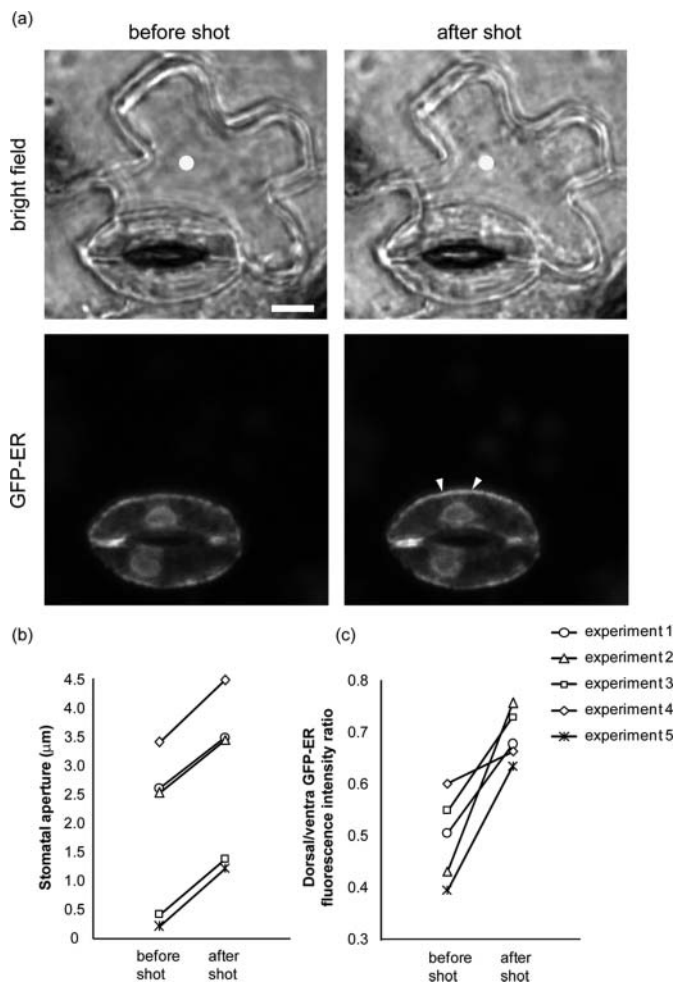 (a)
before shot
after shot
bright field
GFP-ER
(b)
Stomatal aperture (μm)
4.5
4.0
3.5
3.0
2.5
2.0
1.5
1.0
0.5
0
before shot
after shot
(c)
Dorsal/ventra GFP-ER
fluorescence intensity ratio
0.8
0.7
0.6
0.5
0.4
0.3
before shot
after shot
experiment 1
experiment 2
experiment 3
experiment 4
experiment 5